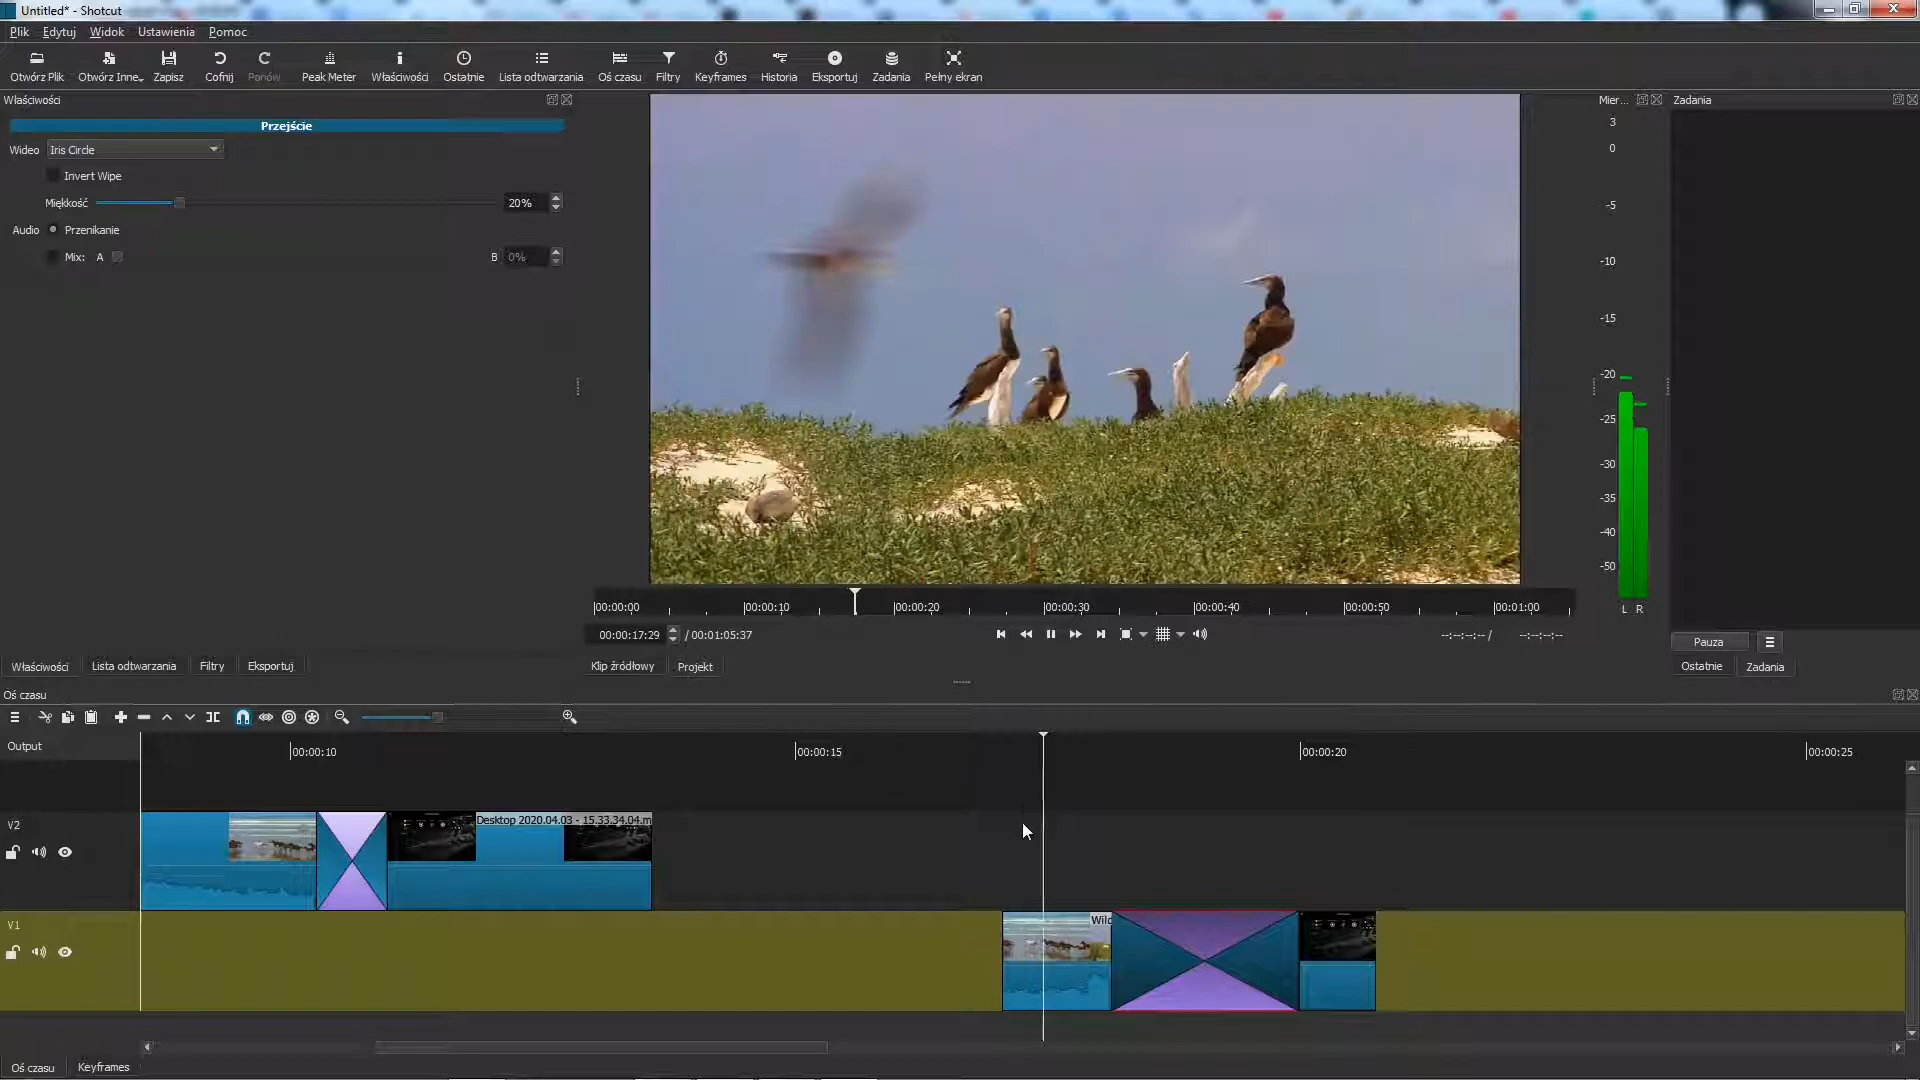 Untitled* - Shotcut
Plik Edytuj Widok Ustawienia Pomoc
Otwórz Plik Otwórz Inne... Zapisz Cofnij Ponów Peak Meter Właściwości Ostatnie Lista odtwarzania Oś czasu Filtry Keyframes Historia Eksportuj Zadania Pełny ekran
Właściwości
Przejście
Wideo Iris Circle
Invert Wipe
Miękkość 20%
Audio Przenikanie
Mix: A B 0%
Mier...
3
0
-5
-10
-15
-20
-25
-30
-35
-40
-50
L R
Zadania
00:00:00 00:00:10 00:00:20 00:00:30 00:00:40 00:00:50 00:01:00
00:00:17:29 / 00:01:05:37 --:--:--:-- / --:--:--:--
Pauza
Właściwości Lista odtwarzania Filtry Eksportuj
Klip źródłowy Projekt
Ostatnie Zadania
Oś czasu
Output
00:00:10 00:00:15 00:00:20 00:00:25
V2
Desktop 2020.04.03 - 15.33.34.04.m
V1
Wild
Oś czasu Keyframes